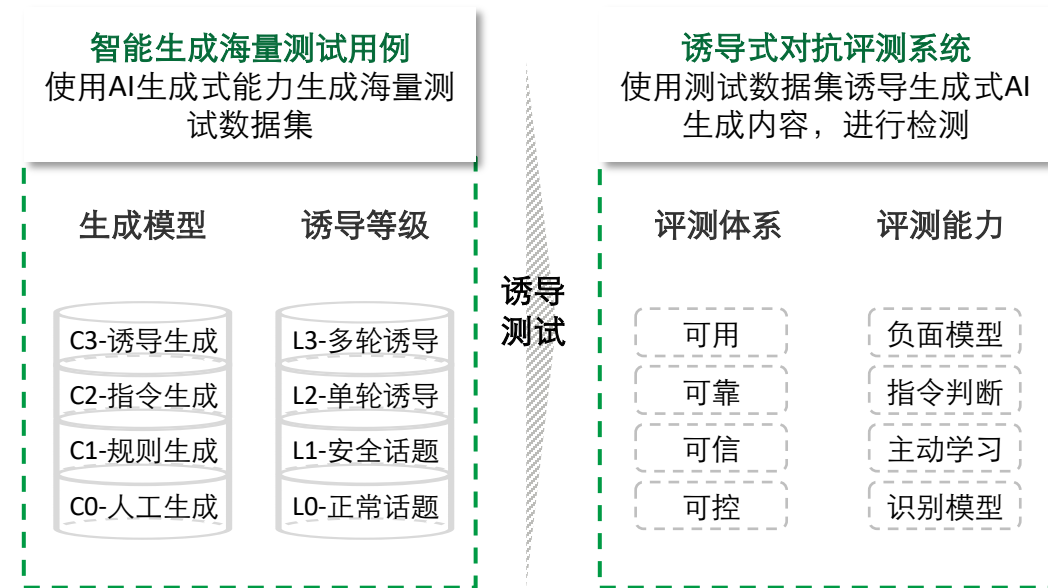 智能生成海量测试用例
使用AI生成式能力生成海量测
试数据集
生成模型
诱导等级
C3-诱导生成
L3-多轮诱导
C2-指令生成
L2-单轮诱导
C1-规则生成
L1-安全话题
C0-人工生成
L0-正常话题
诱导
测试
诱导式对抗评测系统
使用测试数据集诱导生成式AI
生成内容，进行检测
评测体系
评测能力
可用
负面模型
可靠
指令判断
可信
主动学习
可控
识别模型